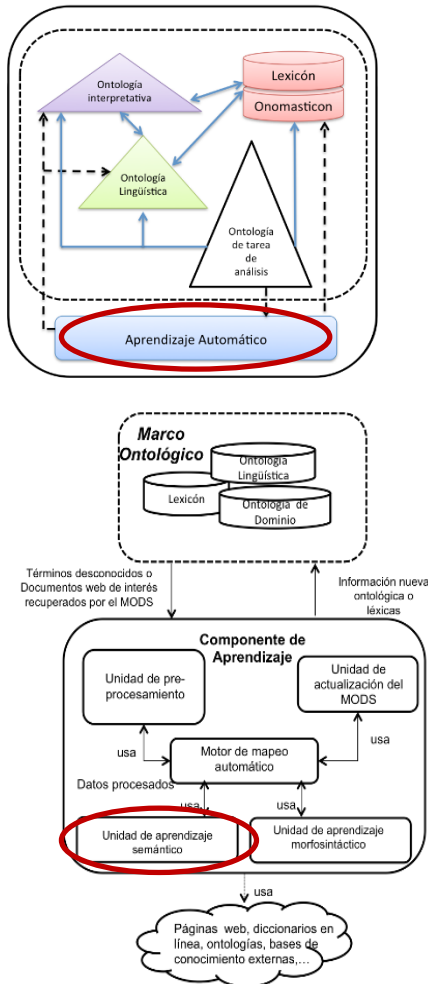 Ontología
interpretativa
Lexicón
Onomasticon
Ontología
Lingüística
Ontología
de tarea
de
análisis
Aprendizaje Automático
Marco
Ontológico
Ontología
Lingüística
Lexicón
Ontología de
Dominio
Términos desconocidos o
Documentos web de interés
recuperados por el MODS
Información nueva
ontológica o
léxicas
Componente de
Aprendizaje
Unidad de pre-
procesamiento
Unidad de
actualización del
MODS
usa
usa
Motor de mapeo
automático
Datos procesados
usa
usa
Unidad de aprendizaje
semántico
Unidad de aprendizaje
morfosintáctico
usa
Páginas web, diccionarios en
línea, ontologías, bases de
conocimiento externas,...